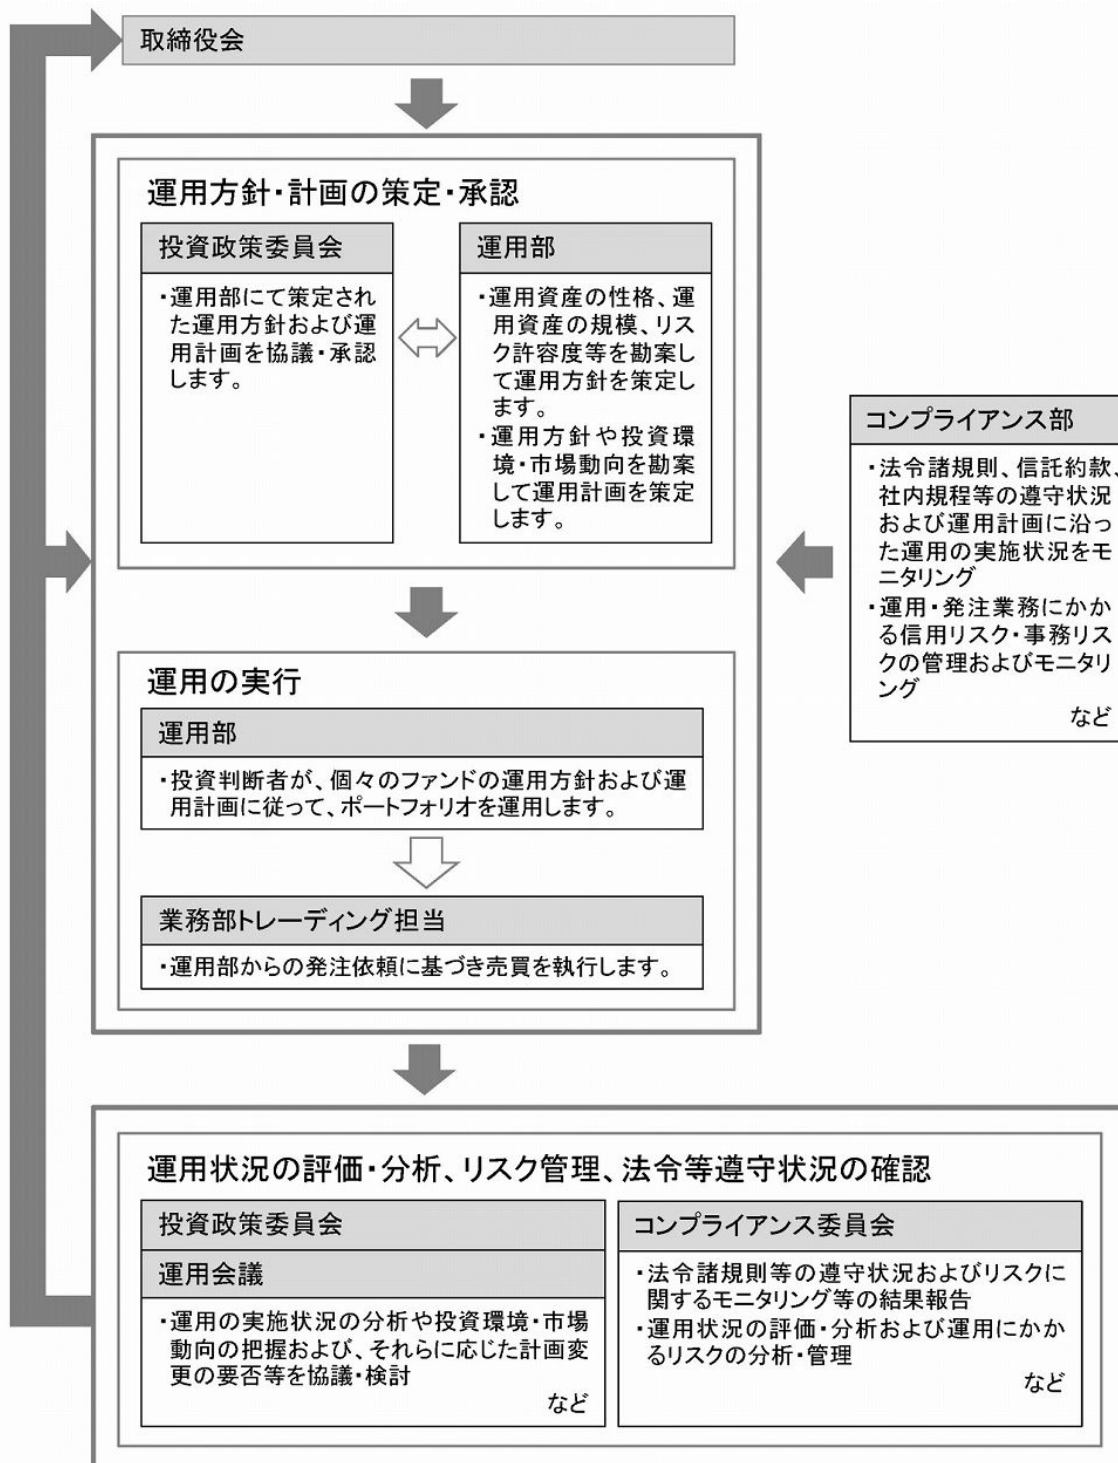 取締役会
運用方針・計画の策定・承認
投資政策委員会
・運用部にて策定され
た運用方針および運
用計画を協議・承認
します。
運用部
・運用資産の性格、運
用資産の規模、リス
ク許容度等を勘案し
て運用方針を策定し
ます。
・運用方針や投資環
境・市場動向を勘案
して運用計画を策定
します。
コンプライアンス部
・法令諸規則、信託約款、
社内規程等の遵守状況
および運用計画に沿っ
た運用の実施状況をモ
ニタリング
・運用・発注業務にかか
る信用リスク・事務リス
クの管理およびモニタリ
ング
など
運用の実行
運用部
・投資判断者が、個々のファンドの運用方針および運
用計画に従って、ポートフォリオを運用します。
業務部トレーディング担当
・運用部からの発注依頼に基づき売買を執行します。
運用状況の評価・分析、リスク管理、法令等遵守状況の確認
投資政策委員会
運用会議
・運用の実施状況の分析や投資環境・市場
動向の把握および、それらに応じた計画変
更の要否等を協議・検討
など
コンプライアンス委員会
・法令諸規則等の遵守状況およびリスクに
関するモニタリング等の結果報告
・運用状況の評価・分析および運用にかか
るリスクの分析・管理
など